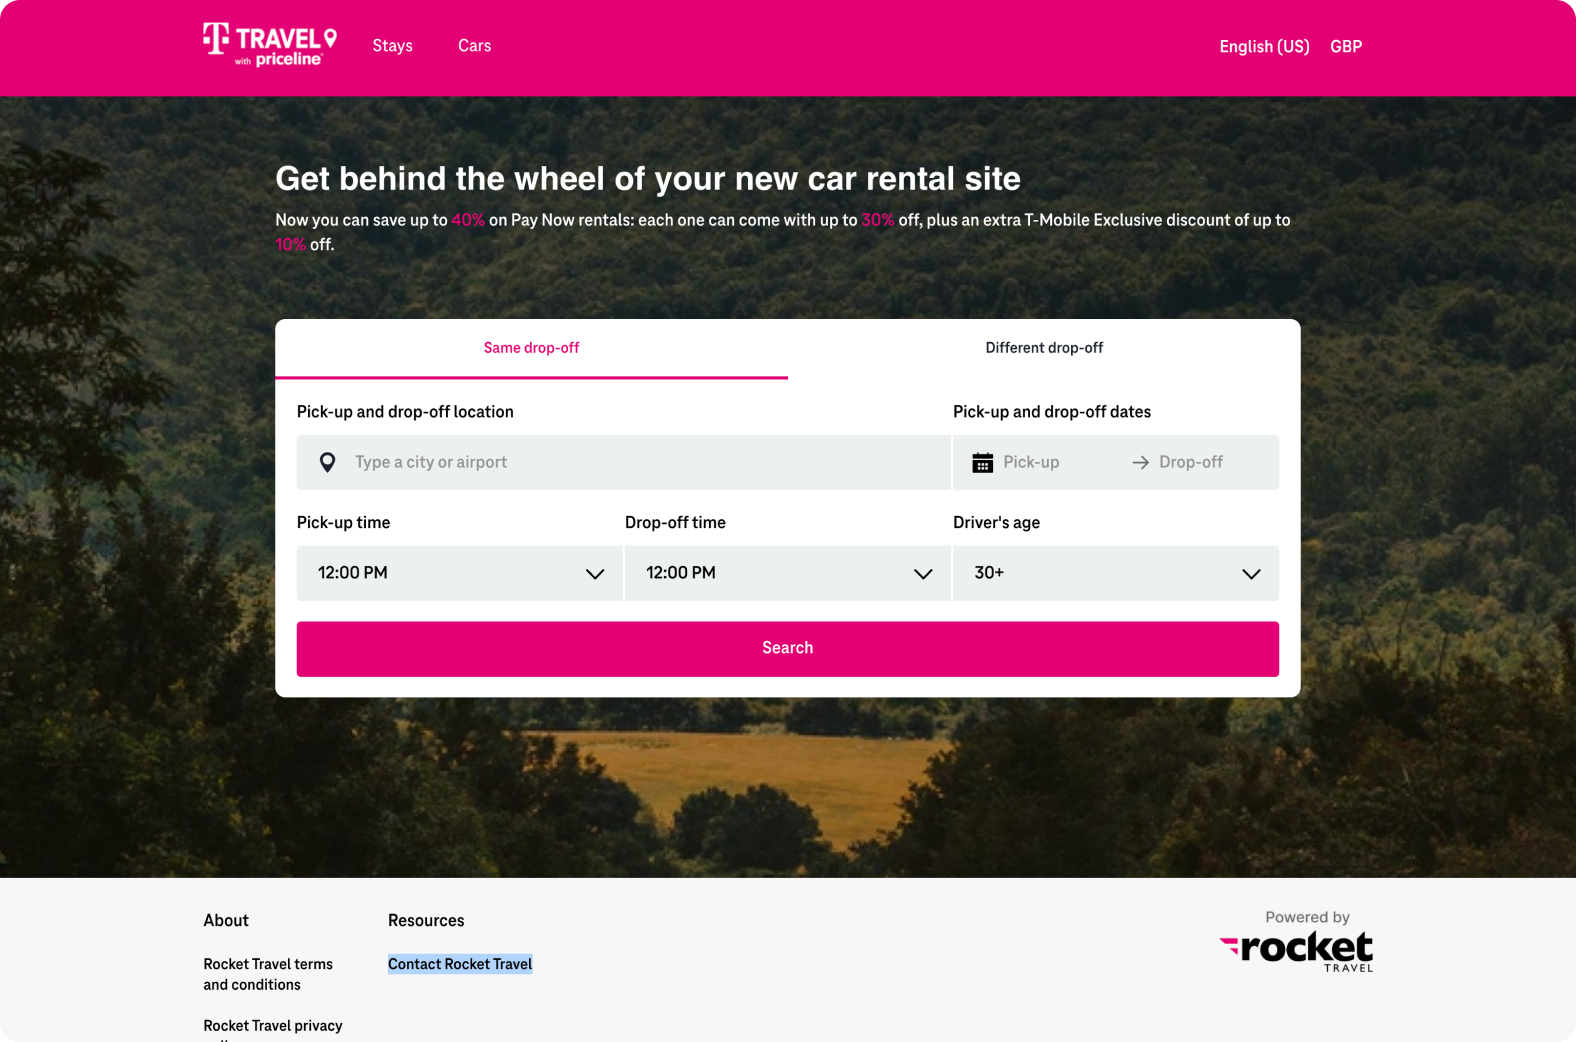 TRAVEL
with priceline
Stays
Cars
English (US)
GBP
Get behind the wheel of your new car rental site
Now you can save up to 40% on Pay Now rentals: each one can come with up to 30% off, plus an extra T-Mobile Exclusive discount of up to
10% off.
Same drop-off
Different drop-off
Pick-up and drop-off location
Pick-up and drop-off dates
Type a city or airport
Pick-up
Drop-off
Pick-up time
Drop-off time
Driver's age
12:00 PM
12:00 PM
30+
Search
About
Resources
Powered by
rocket
TRAVEL
Rocket Travel terms
and conditions
Contact Rocket Travel
Rocket Travel privacy